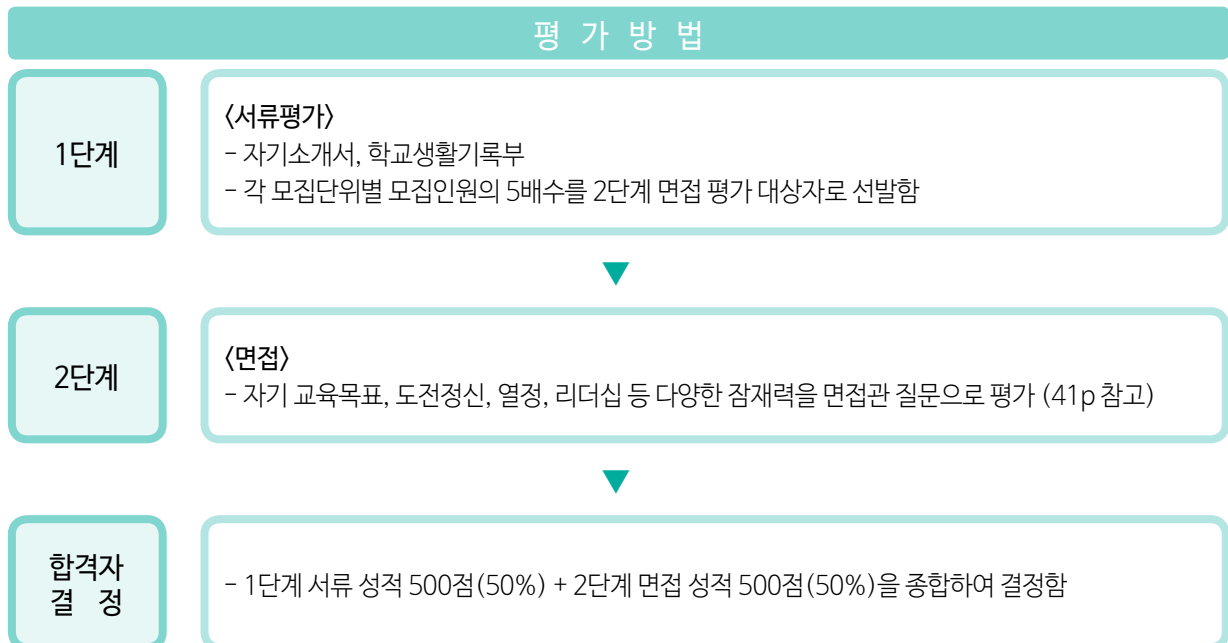 평 가 방 법
1단계
〈서류평가〉
- 자기소개서, 학교생활기록부
- 각 모집단위별 모집인원의 5배수를 2단계 면접 평가 대상자로 선발함
2단계
〈면접〉
- 자기 교육목표, 도전정신, 열정, 리더십 등 다양한 잠재력을 면접관 질문으로 평가 (41p 참고)
합격자
결 정
- 1단계 서류 성적 500점(50%) + 2단계 면접 성적 500점(50%)을 종합하여 결정함